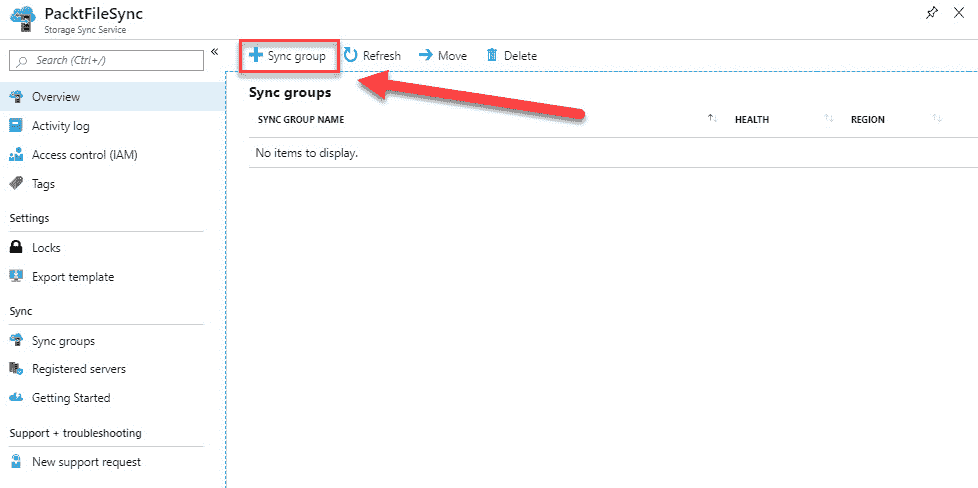 PacktFileSync
Storage Sync Service
Search (Ctrl+/)
«
Overview
Activity log
Access control (IAM)
Tags
Settings
Locks
Export template
Sync
Sync groups
Registered servers
Getting Started
Support + troubleshooting
New support request
Sync group Refresh Move Delete
Sync groups
SYNC GROUP NAME HEALTH REGION
No items to display.